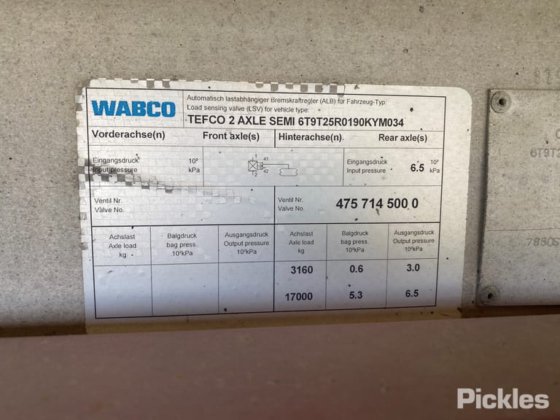 WABCO
Automatisch lastabhängiger Bremskraftregler (ALB) für Fahrzeug-Typ:
Load sensing valve (LSV) for vehicle type:
TEFCO 2 AXLE SEMI 6T9T25R0190KYM034
Vorderachse(n) Front axle(s) Hinterachse(n) Rear axle(s)
Eingangsdruck 10² Eingangsdruck 10²
Input pressure kPa Input pressure 6.5 kPa
Ventil Nr. Ventil Nr. 475 714 500 0
Valve No. Valve No.
Achslast Balgdruck Ausgangsdruck Achslast Balgdruck Ausgangsdruck
Axle load bag press. Output pressure Axle load bag press. Output pressure
kg 10²kPa 10²kPa kg 10²kPa 10²kPa
3160 0.6 3.0
17000 5.3 6.5
Pickles